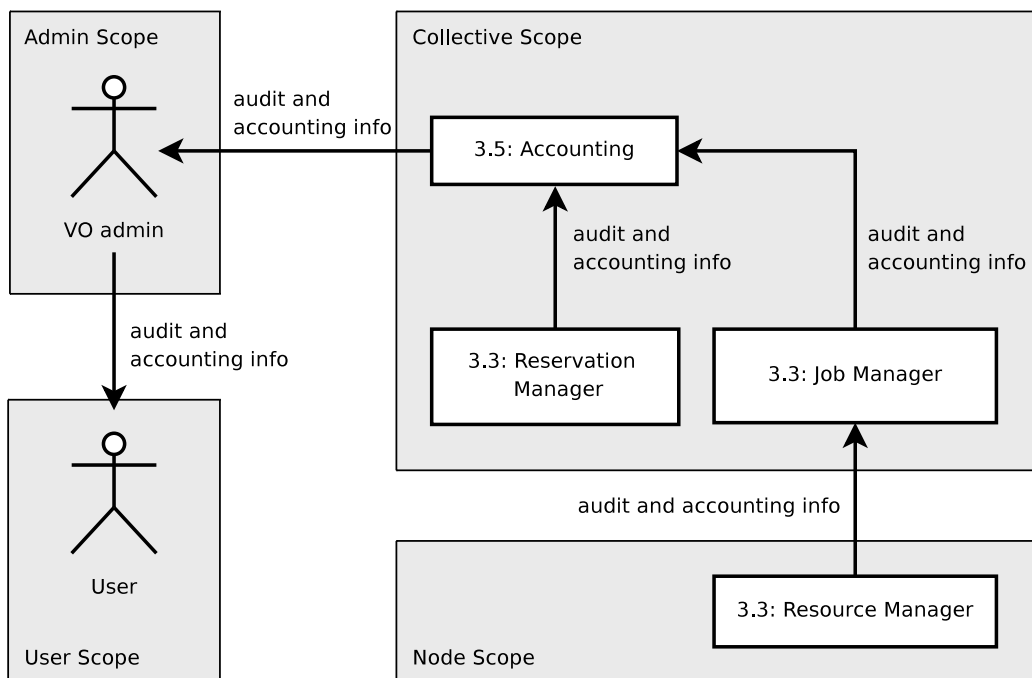 Admin Scope
VO admin
audit and
accounting info
Collective Scope
3.5: Accounting
audit and
accounting info
audit and
accounting info
3.3: Reservation
Manager
3.3: Job Manager
audit and
accounting info
User
User Scope
audit and accounting info
3.3: Resource Manager
Node Scope